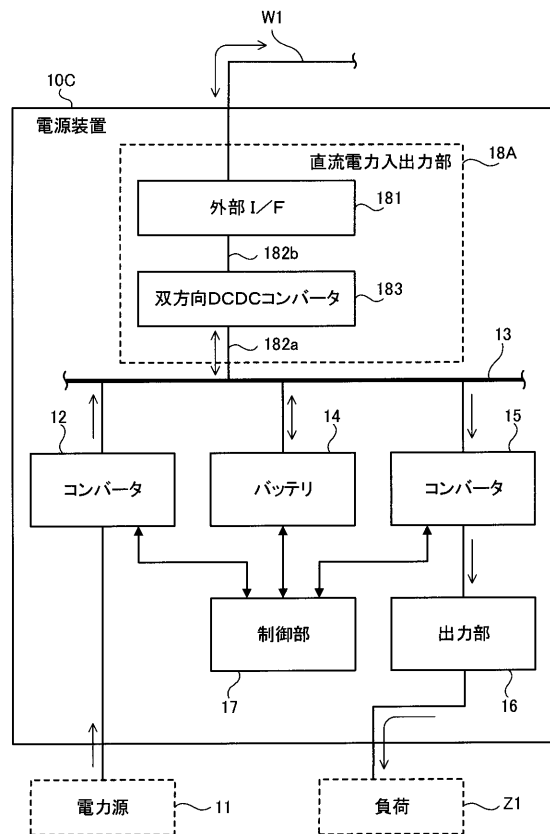 W1
10C
電源装置
直流電力入出力部
18A
外部I/F
181
182b
双方向DCDCコンバータ
183
182a
13
12
14
15
コンバータ
バッテリ
コンバータ
制御部
出力部
17
16
電力源
11
負荷
Z1